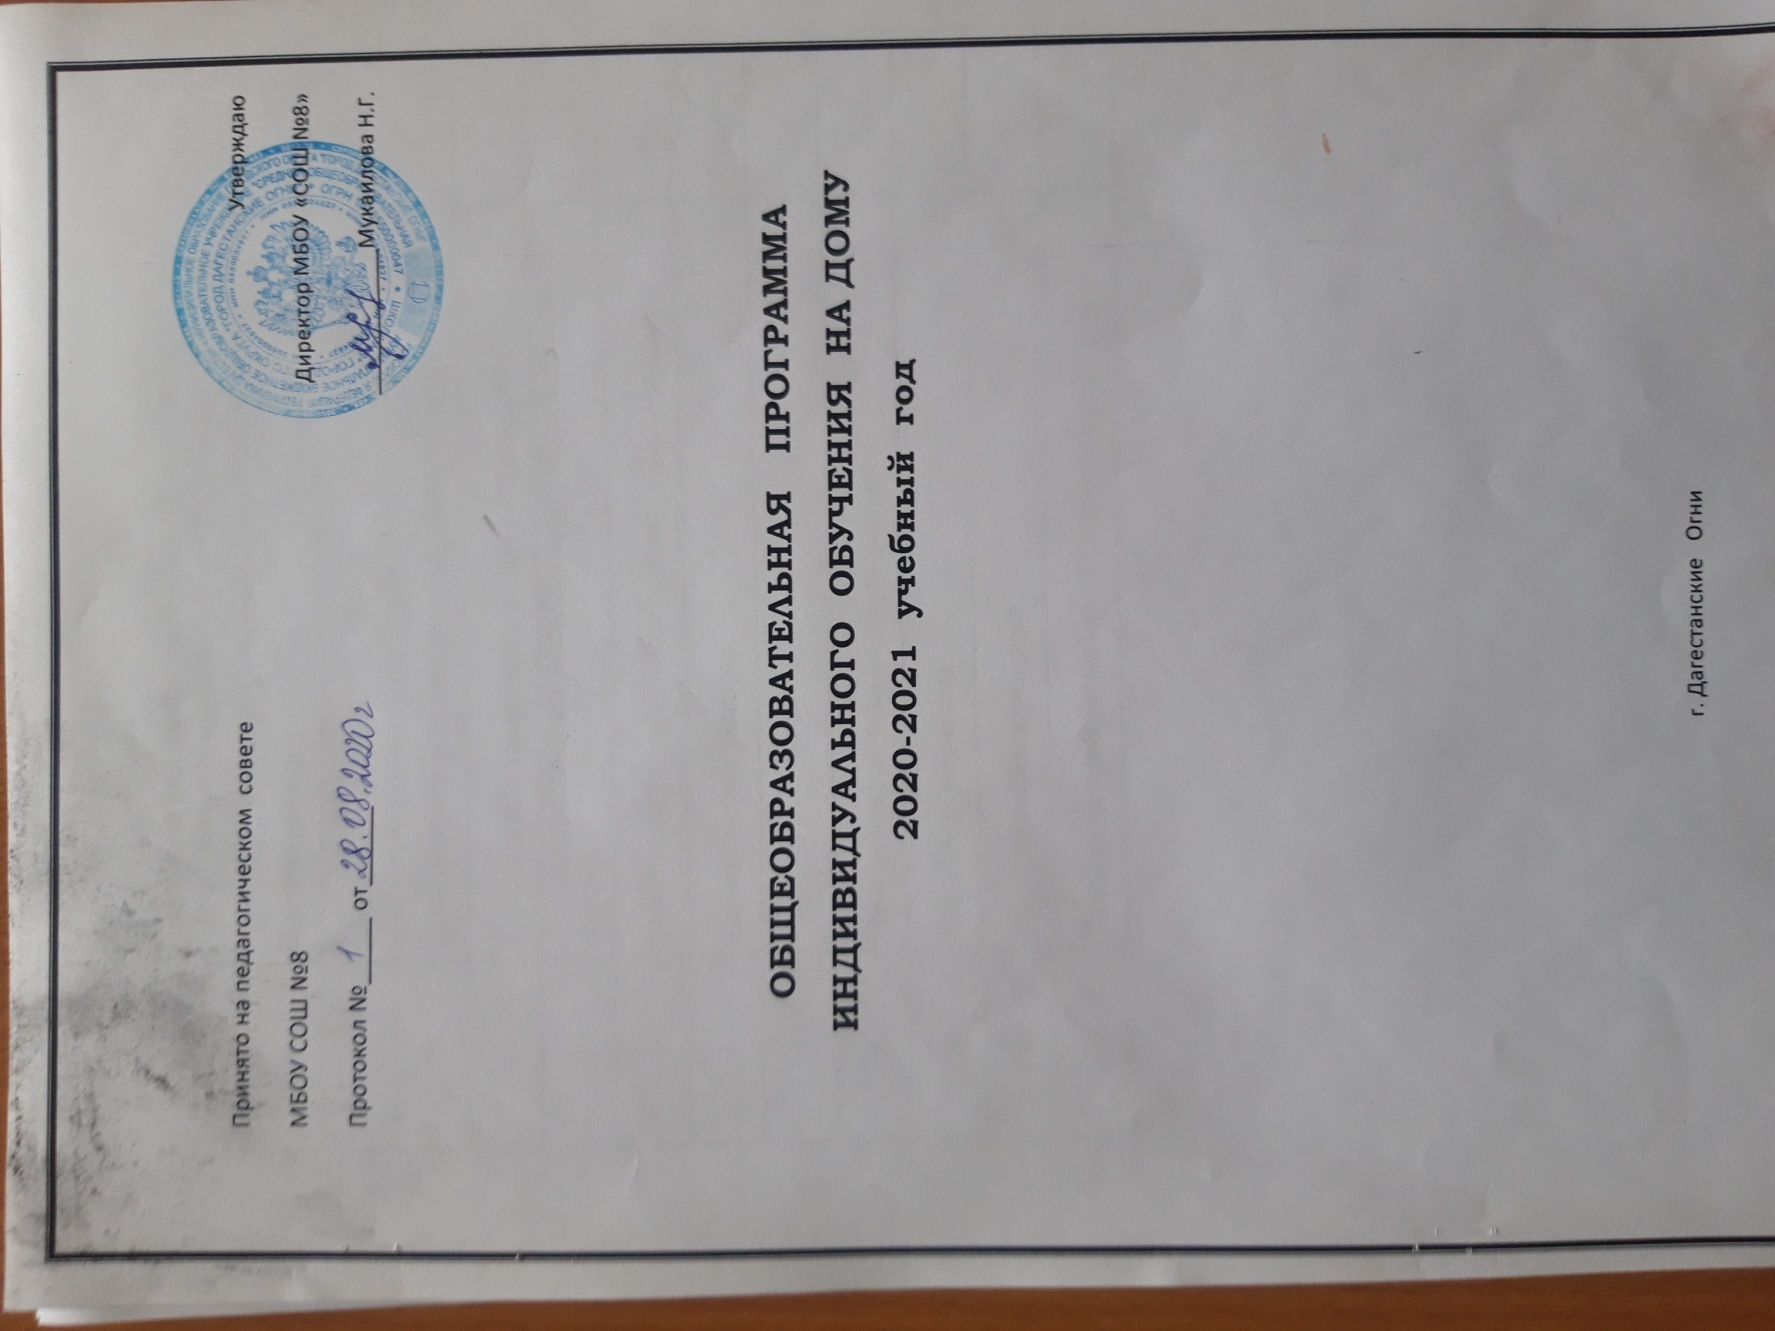 Принято на педагогическом совете
Утверждаю
МБОУ СОШ №8
Директор МБОУ «СОШ №8»
Протокол № 1 от 28.08.2020г
Мукаилова Н.Г.
ОБЩЕОБРАЗОВАТЕЛЬНАЯ ПРОГРАММА
ИНДИВИДУАЛЬНОГО ОБУЧЕНИЯ НА ДОМУ
2020-2021 учебный год
г. Дагестанские Огни